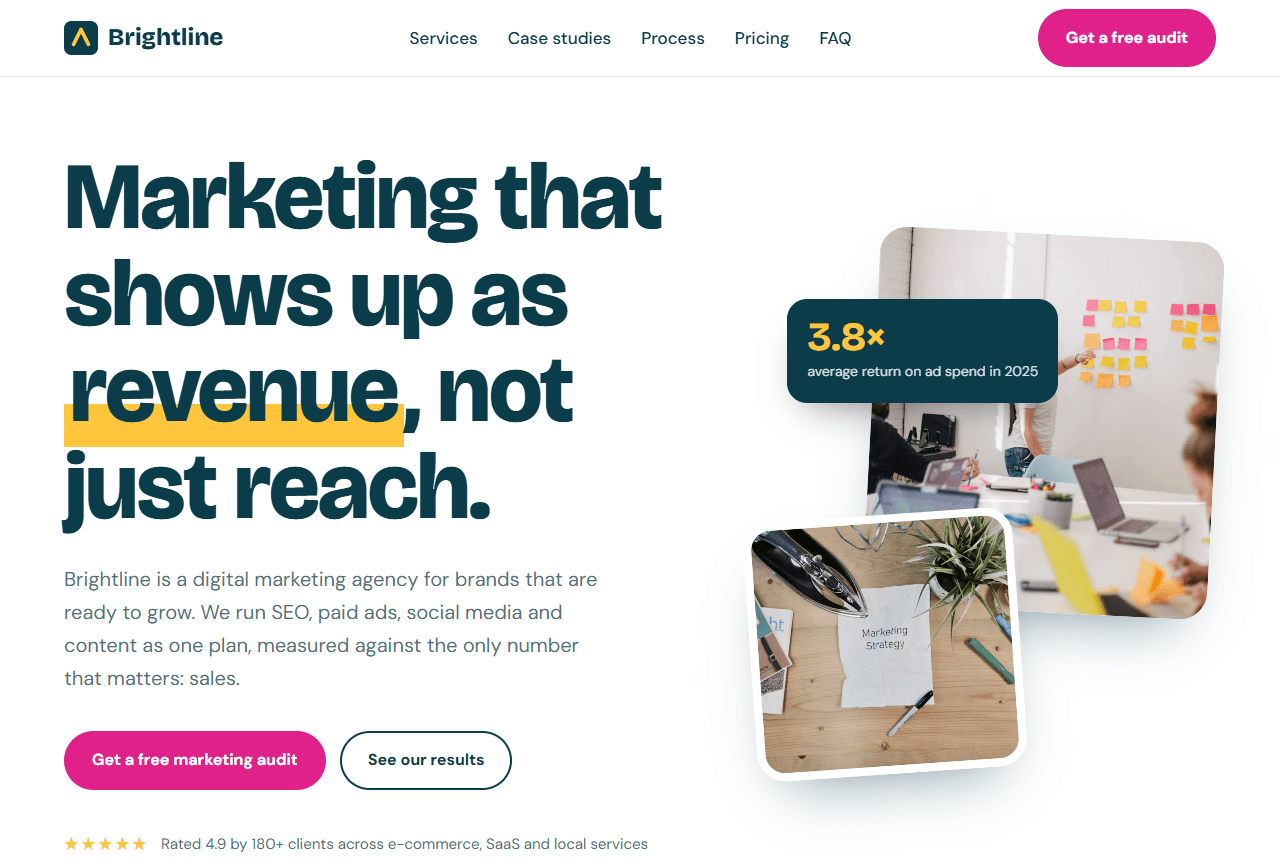 Brightline
Services
Case studies
Process
Pricing
FAQ
Get a free audit
Marketing that
shows up as
revenue, not
just reach.
3.8×
average return on ad spend in 2025
Marketing
Strategy
ht
Brightline is a digital marketing agency for brands that are
ready to grow. We run SEO, paid ads, social media and
content as one plan, measured against the only number
that matters: sales.
Get a free marketing audit
See our results
★★★★★ Rated 4.9 by 180+ clients across e-commerce, SaaS and local services